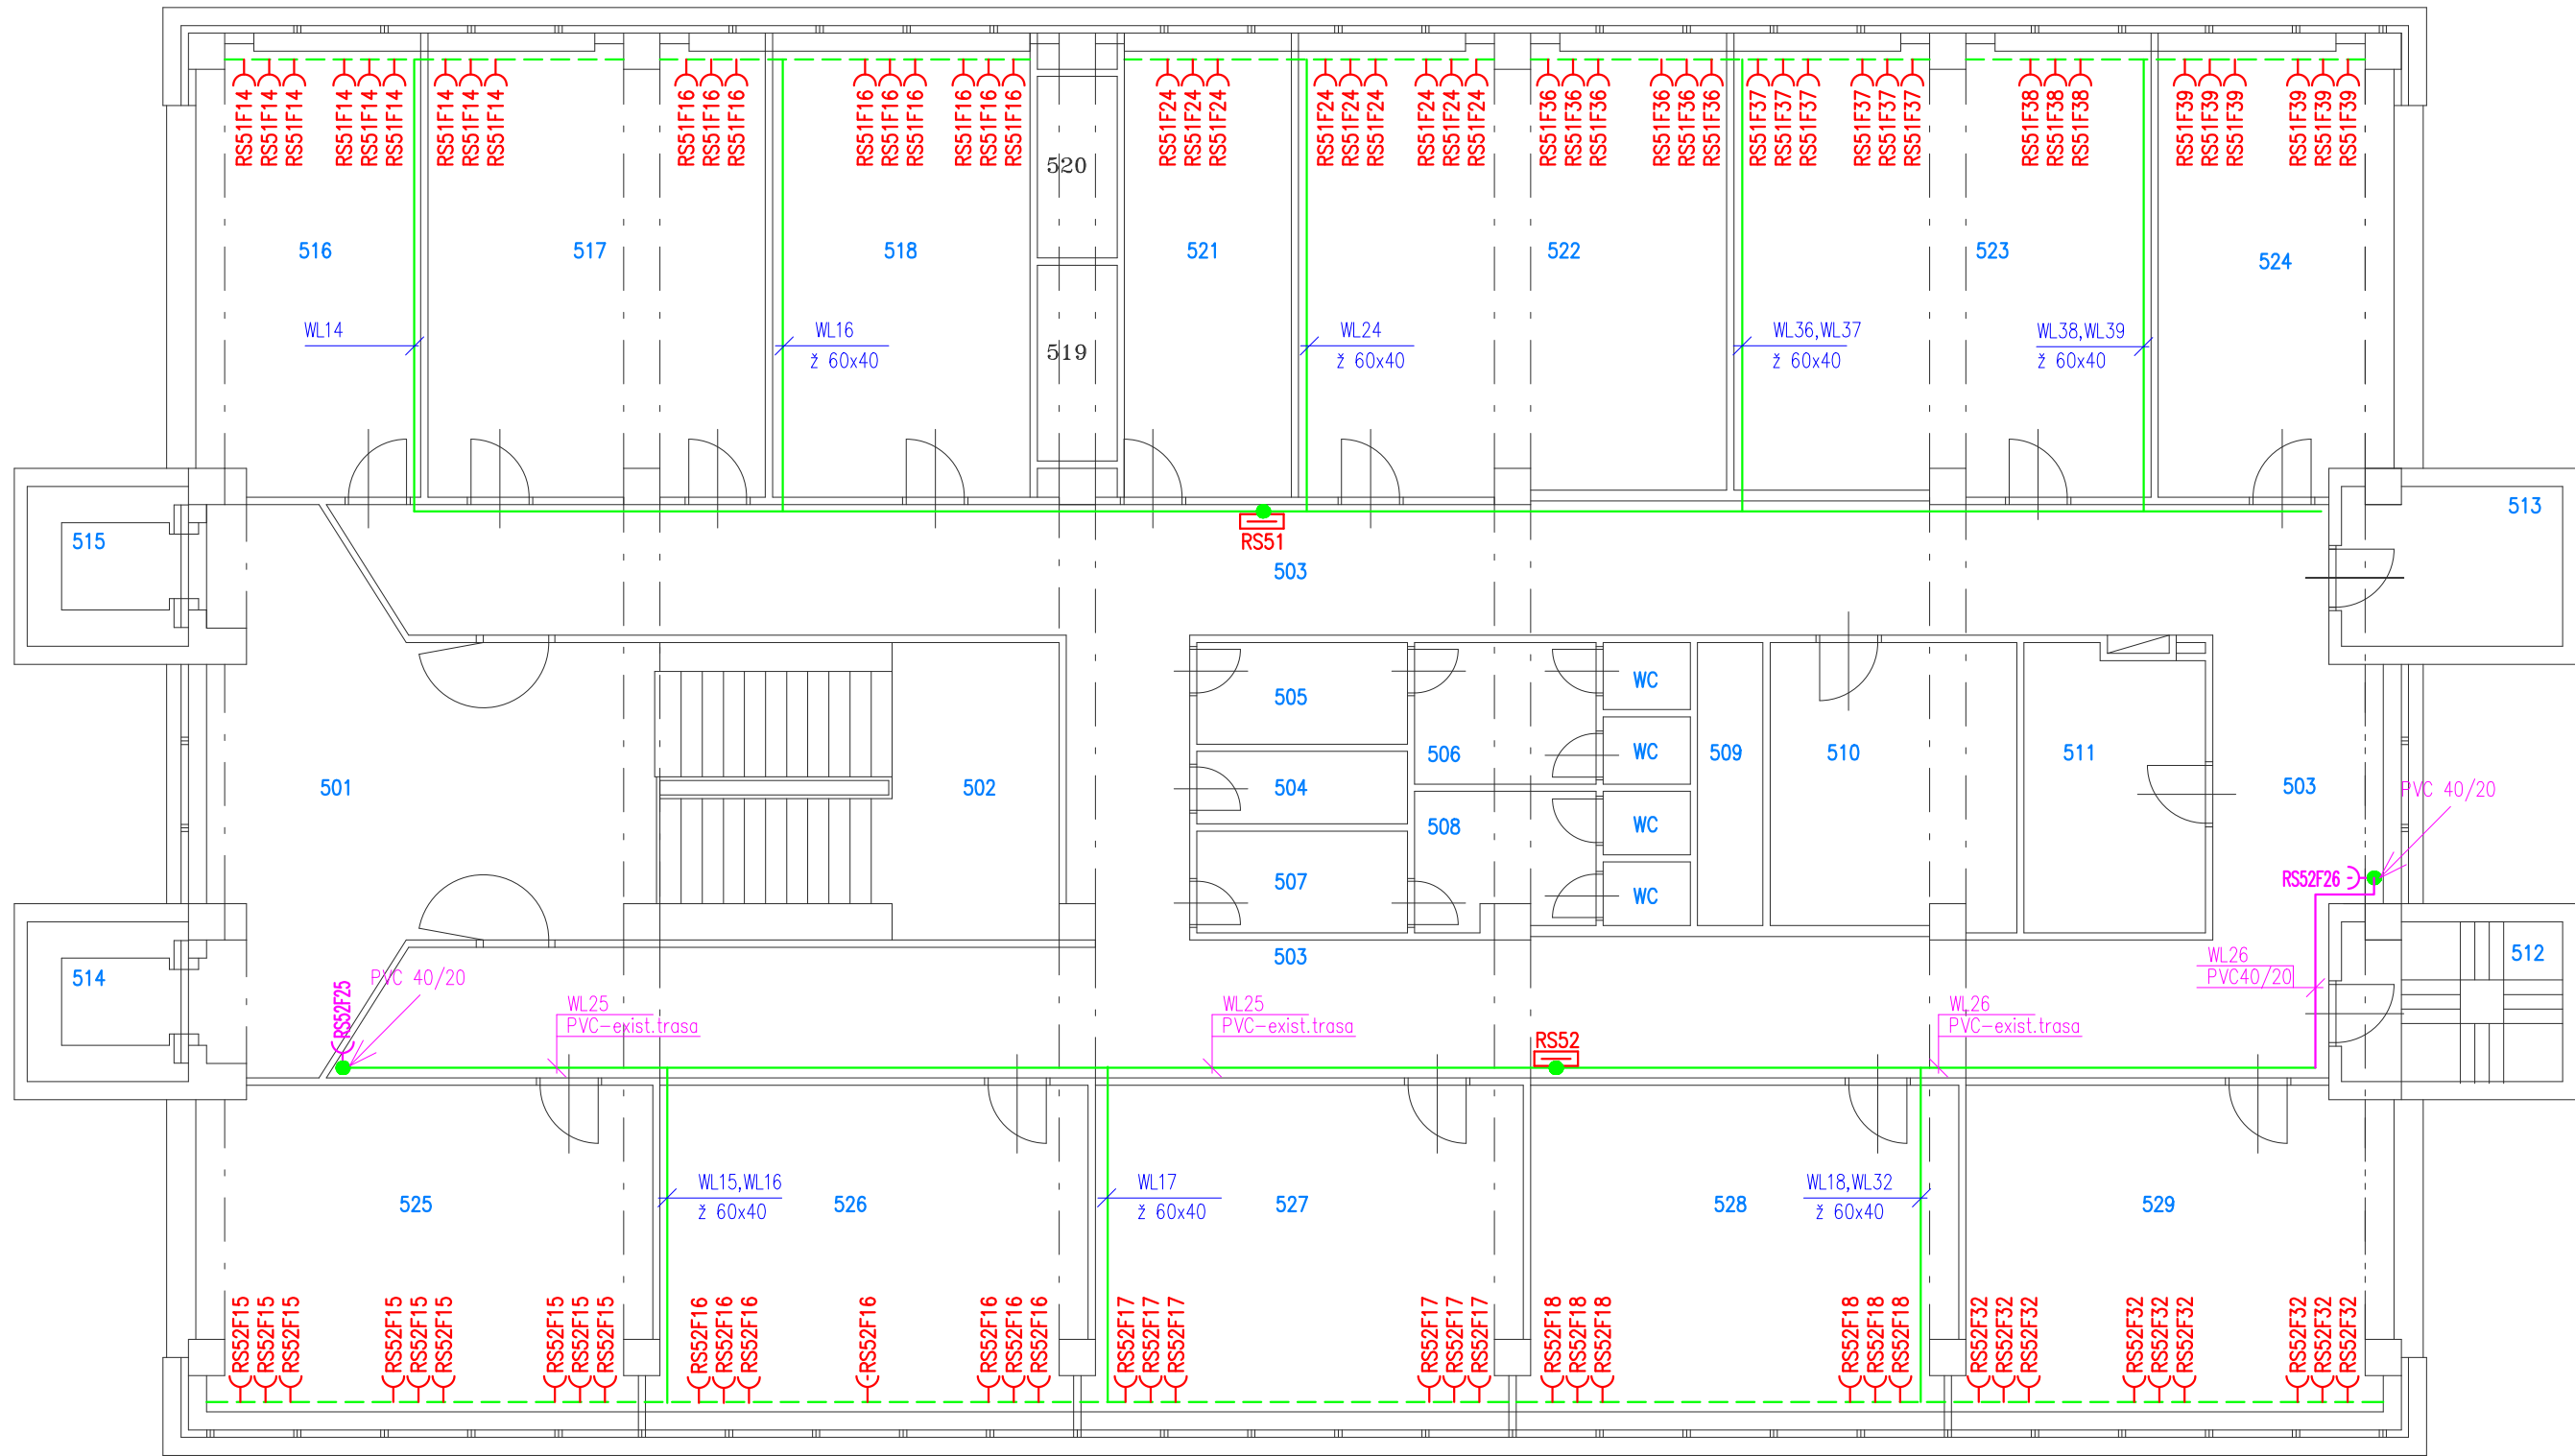 RS51F14 RS51F14 RS51F14 RS51F14 RS51F14 RS51F14 RS51F14 RS51F14 RS51F14 RS51F16 RS51F16 RS51F16 RS51F16 RS51F16 RS51F16 RS51F16 RS51F16 RS51F16 RS51F24 RS51F24 RS51F24 RS51F24 RS51F24 RS51F24 RS51F24 RS51F24 RS51F24 RS51F36 RS51F36 RS51F36 RS51F36 RS51F36 RS51F36 RS51F37 RS51F37 RS51F37 RS51F37 RS51F37 RS51F37 RS51F38 RS51F38 RS51F38 RS51F39 RS51F39 RS51F39 RS51F39 RS51F39 RS51F39
520
516 517 518 521 522 523 524
WL14 WL16 WL24 WL36,WL37 WL38,WL39
519
ž 60x40 ž 60x40 ž 60x40 ž 60x40
513
515 RS51
503
WC
505
506 WC 509 510 511
501 502 504 503 PVC 40/20
508 WC
507 RS52F26
WC
503 512
514 PVC 40/20 WL26
PVC40/20
RS52F25
WL25 WL25 WL26
PVC-exist.trasa PVC-exist.trasa PVC-exist.trasa
RS52
WL15,WL16 WL17 WL18,WL32
525 526 527 528 529
ž 60x40 ž 60x40 ž 60x40
RS52F15 RS52F15 RS52F15 RS52F15 RS52F15 RS52F15 RS52F15 RS52F15 RS52F15 RS52F16 RS52F16 RS52F16 RS52F16 RS52F16 RS52F16 RS52F16 RS52F17 RS52F17 RS52F17 RS52F17 RS52F17 RS52F17 RS52F18 RS52F18 RS52F18 RS52F18 RS52F18 RS52F18 RS52F32 RS52F32 RS52F32 RS52F32 RS52F32 RS52F32 RS52F32 RS52F32 RS52F32